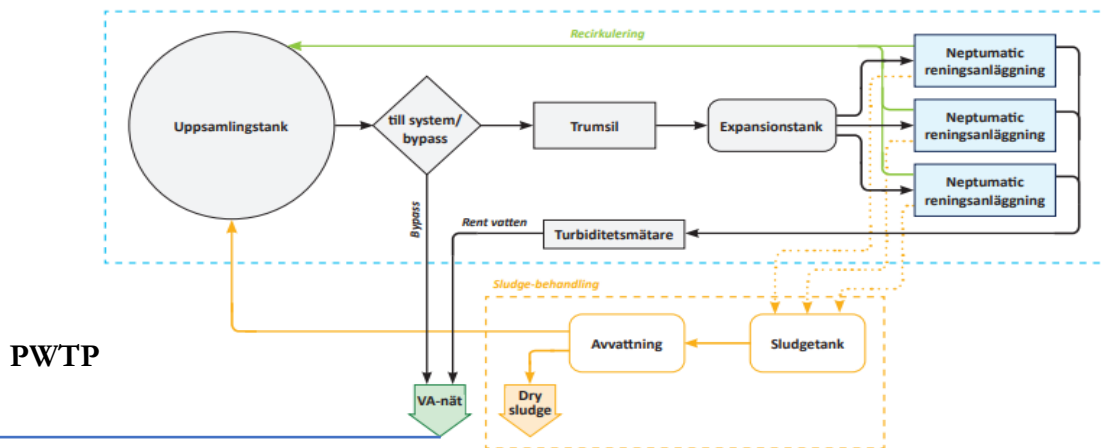 Recirkulering
Neptumatic
reningsanläggning
Uppsamlingstank
till system/
bypass
Trumsil
Expansionstank
Neptumatic
reningsanläggning
Neptumatic
reningsanläggning
Bypass
Rent vatten
Turbiditetsmätare
Sludge-behandling
Avvattning
Sludgetank
PWTP
VA-nät
Dry
sludge